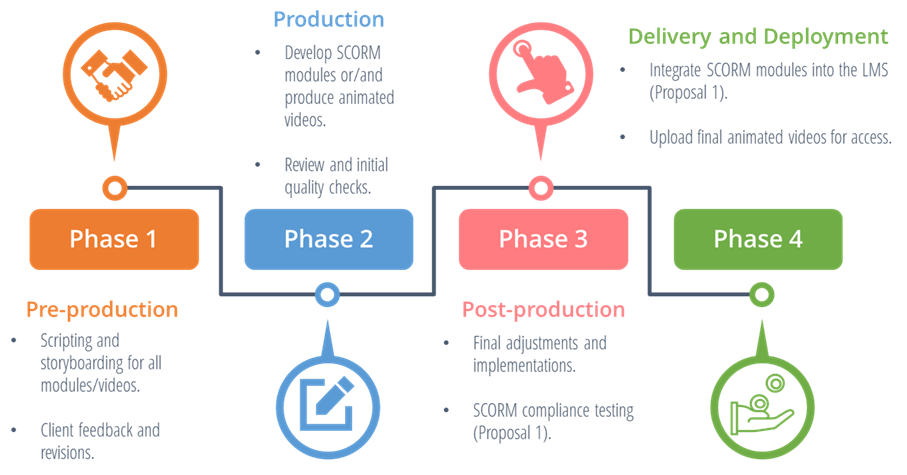 Phase 1
Pre-production
• Scripting and
storyboarding for all
modules/videos.
• Client feedback and
revisions.
Production
• Develop SCORM
modules or/and
produce animated
videos.
• Review and initial
quality checks.
Phase 2
Phase 3
Post-production
• Final adjustments and
implementations.
• SCORM compliance testing
(Proposal 1).
Delivery and Deployment
• Integrate SCORM modules into the LMS
(Proposal 1).
• Upload final animated videos for access.
Phase 4